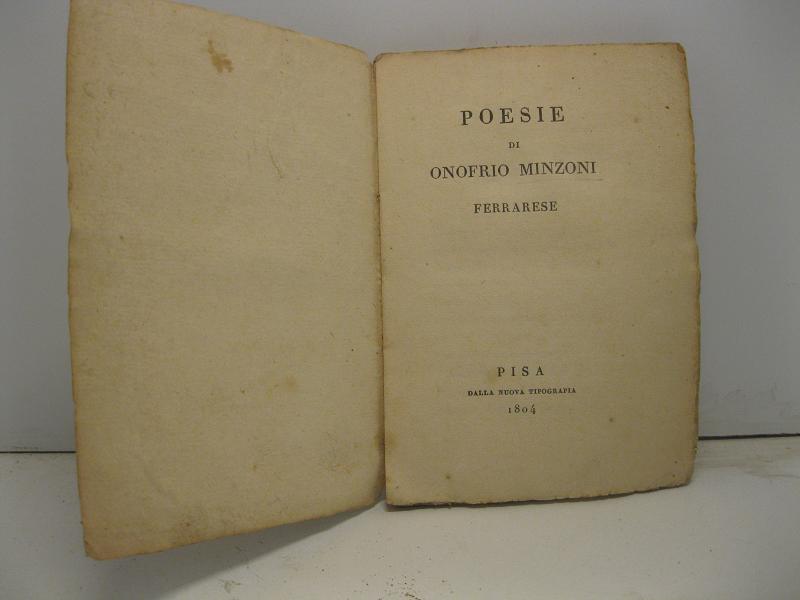 POESIE
DI
ONOFRIO MINZONI
FERRARESE
PISA
DALLA NUOVA TIPOGRAFIA
1804